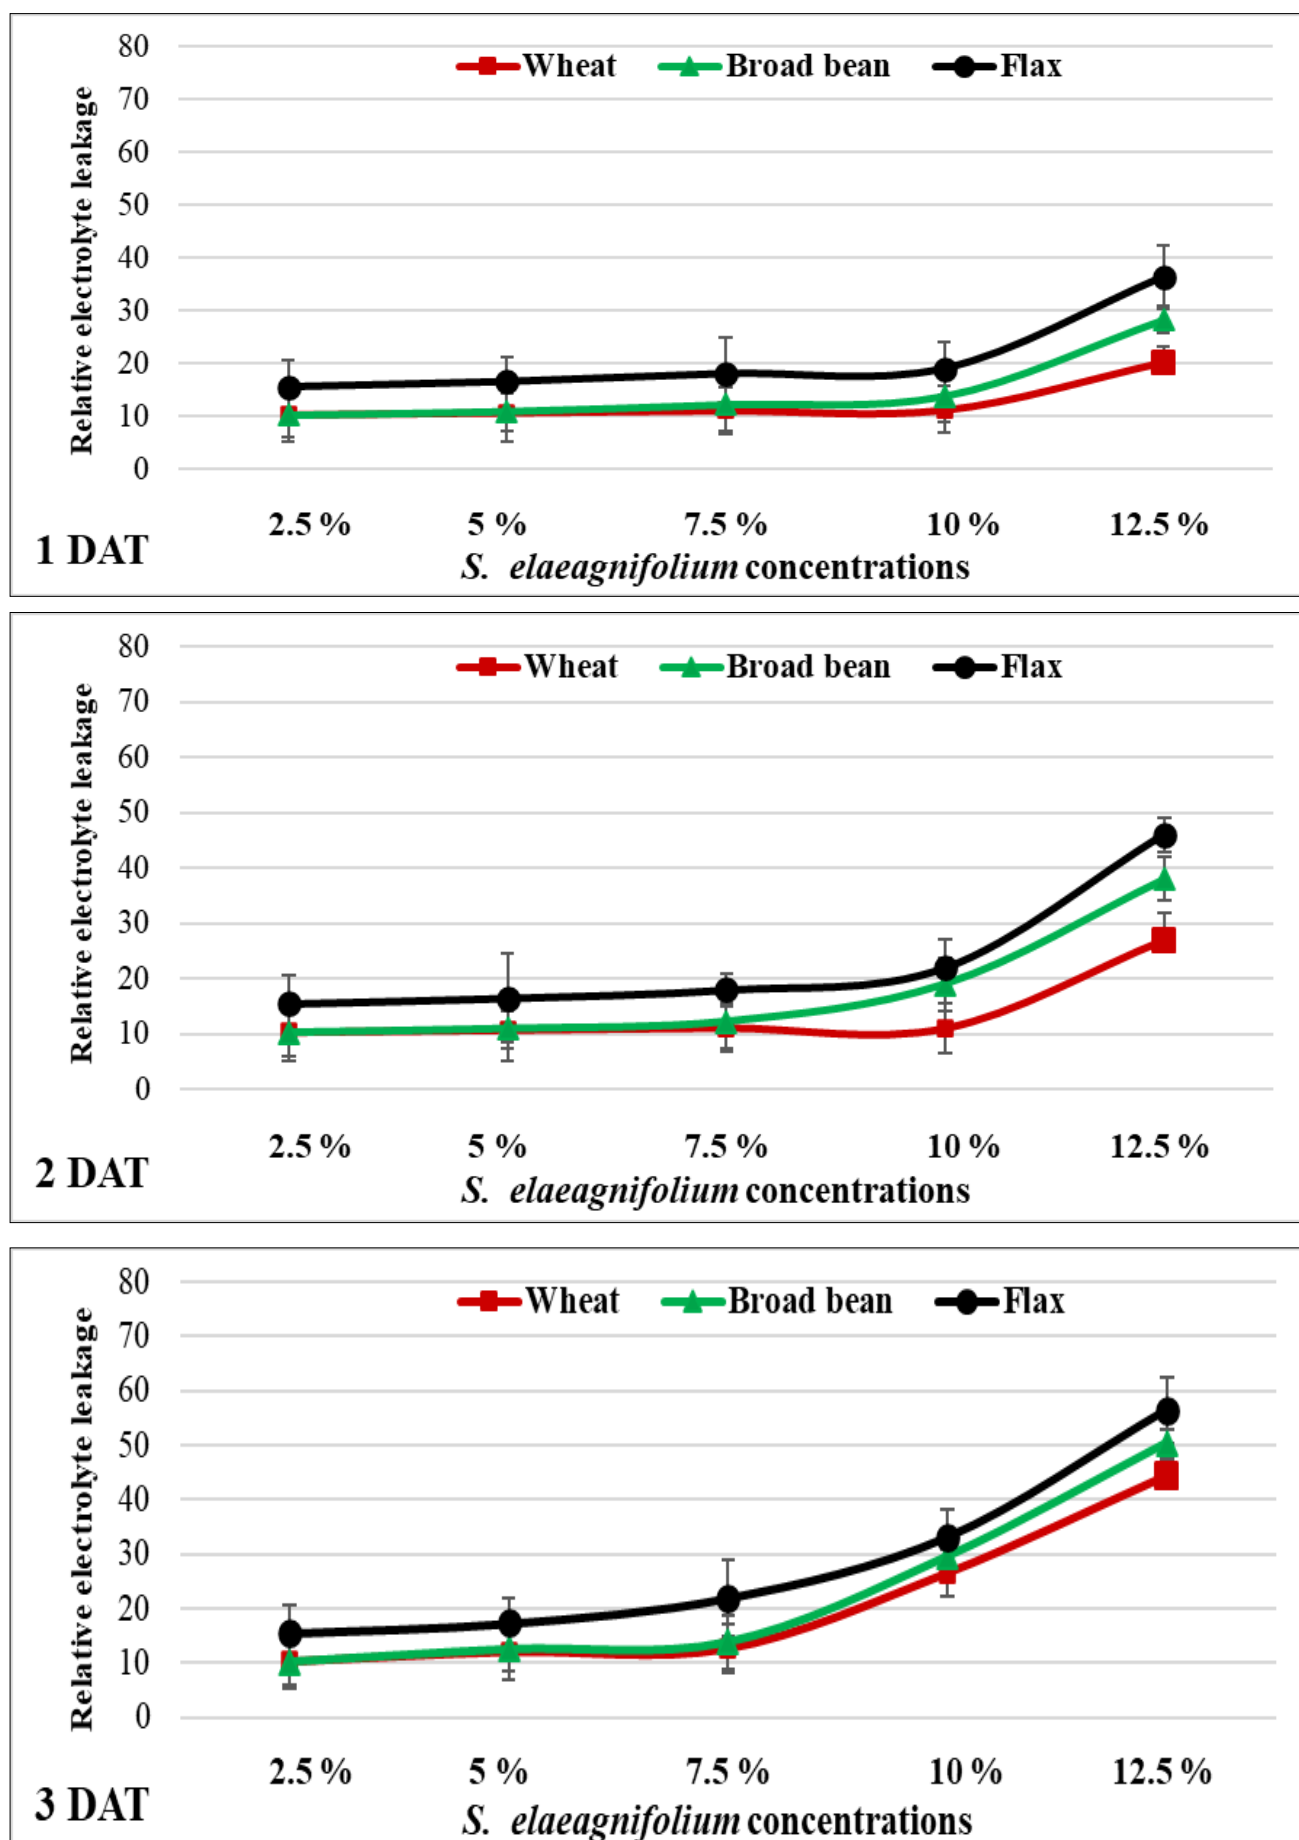 80
Wheat Broad bean Flax
70
60
50
40
30
20
10
0
Relative electrolyte leakage
2.5 % 5 % 7.5 % 10 % 12.5 %
1 DAT
S. elaeagnifolium concentrations
80
Wheat Broad bean Flax
70
60
50
40
30
20
10
0
Relative electrolyte leakage
2.5 % 5 % 7.5 % 10 % 12.5 %
2 DAT
S. elaeagnifolium concentrations
80
Wheat Broad bean Flax
70
60
50
40
30
20
10
0
Relative electrolyte leakage
2.5 % 5 % 7.5 % 10 % 12.5 %
3 DAT
S. elaeagnifolium concentrations